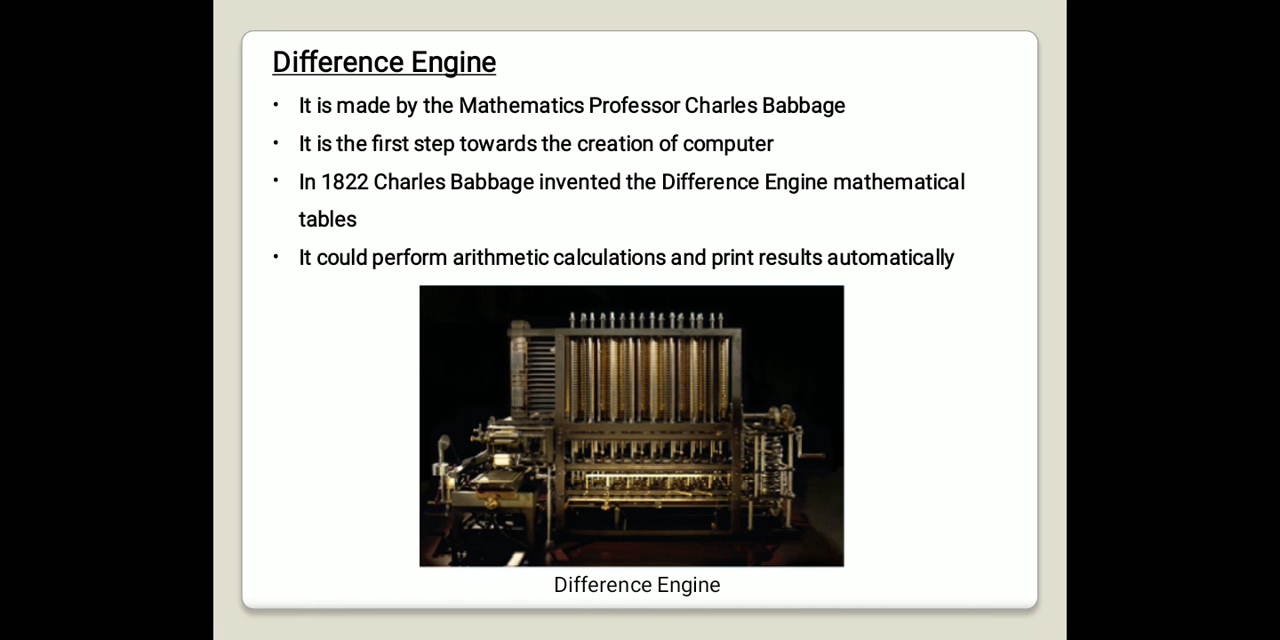 Difference Engine
• It is made by the Mathematics Professor Charles Babbage
• It is the first step towards the creation of computer
• In 1822 Charles Babbage invented the Difference Engine mathematical
tables
• It could perform arithmetic calculations and print results automatically
Difference Engine